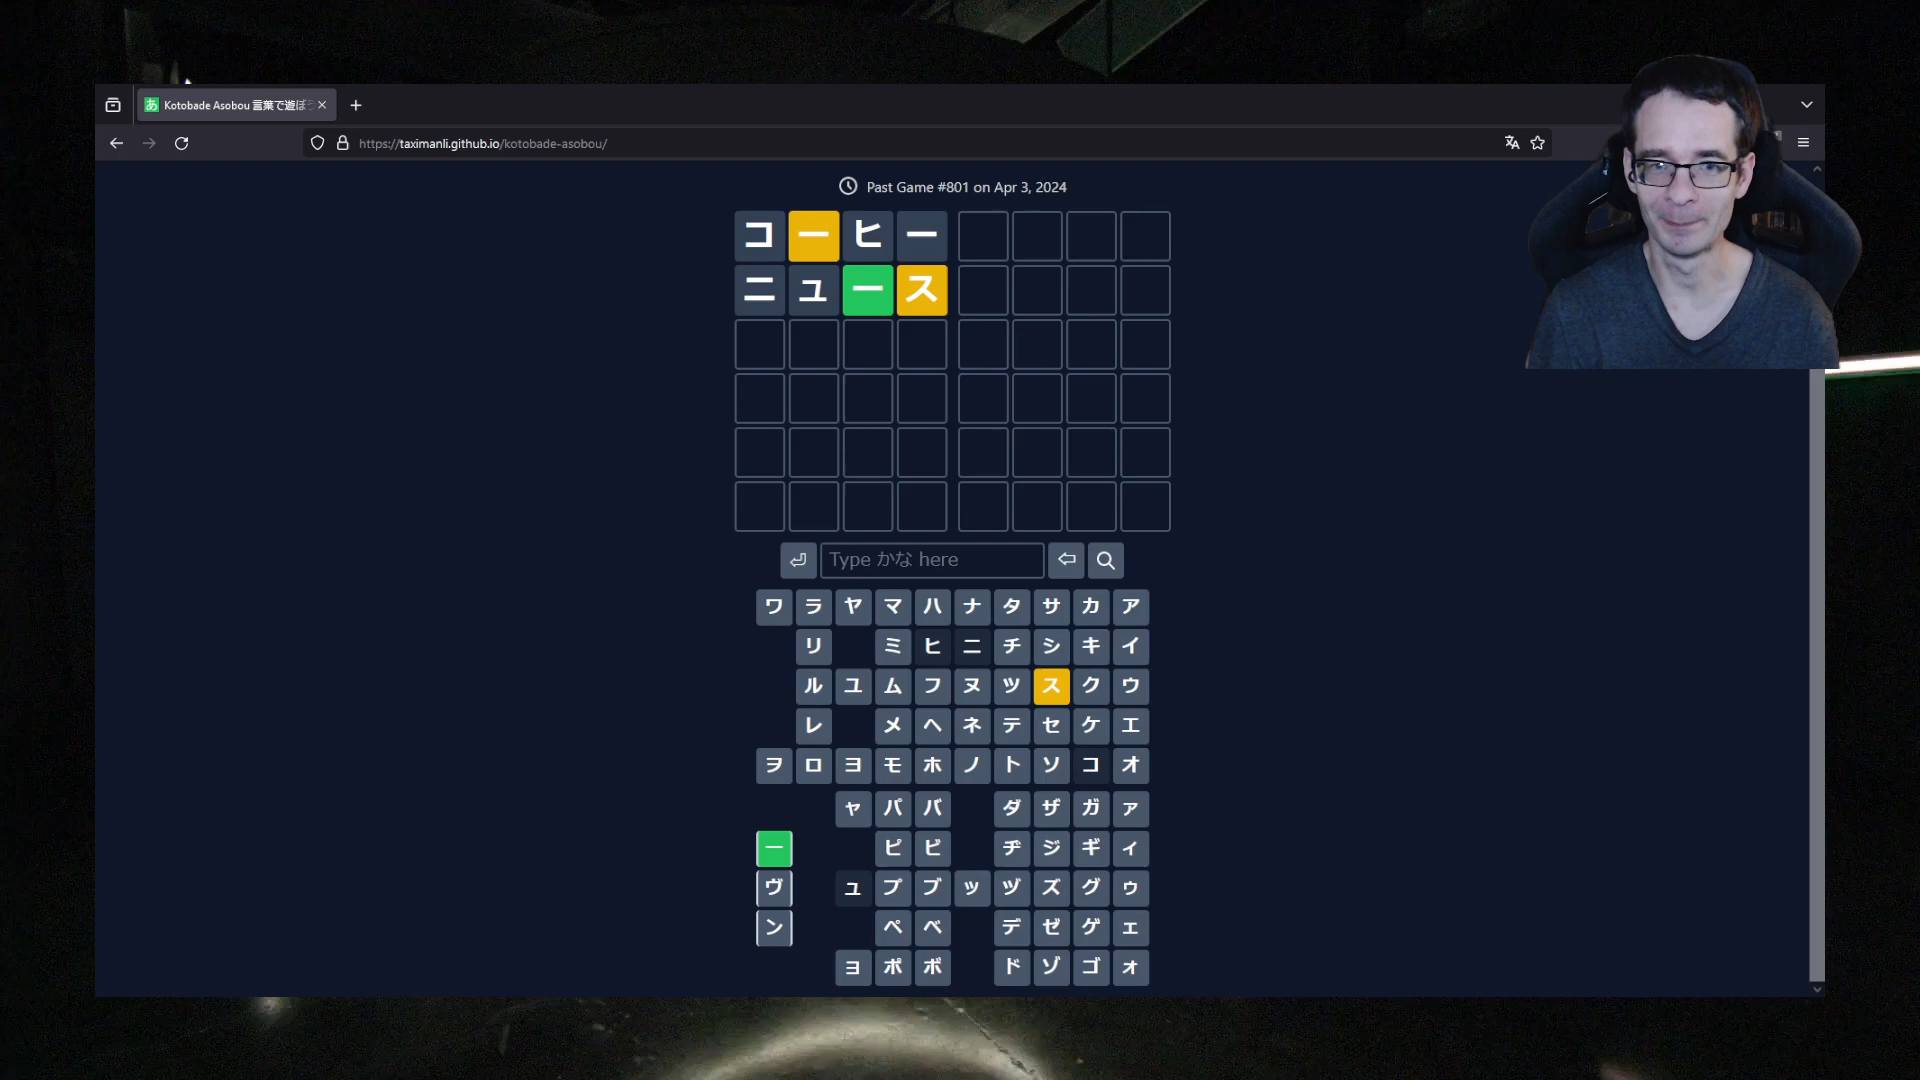 Kotobade Asobou 言葉で遊ぼ
https://taximanli.github.io/kotobade-asobou/
Past Game #801 on Apr 3, 2024
コーヒー
ニュース
Type かな here
ワラヤマハナタサカア
リミヒニチシキイ
ルユムフヌツスクウ
レメヘネテセケエ
ヲロヨモホノトソコオ
ャパバダザガァ
ーピビヂジギィ
ヴュプブッヅズグゥ
ンペベデゼゲェ
ョポボドゾゴォ